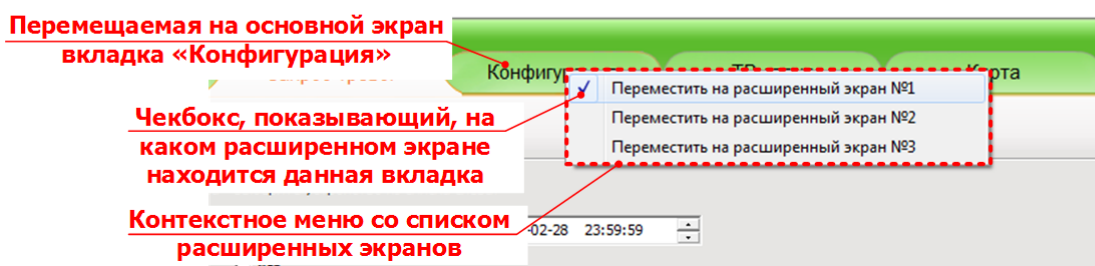 Перемещаемая на основной экран
вкладка «Конфигурация»
Карта
Переместить на расширенный экран №1
Переместить на расширенный экран №2
Переместить на расширенный экран №3
Чекбокс, показывающий, на
каком расширенном экране
находится данная вкладка
Контекстное меню со списком
расширенных экранов
-02-28 23:59:59